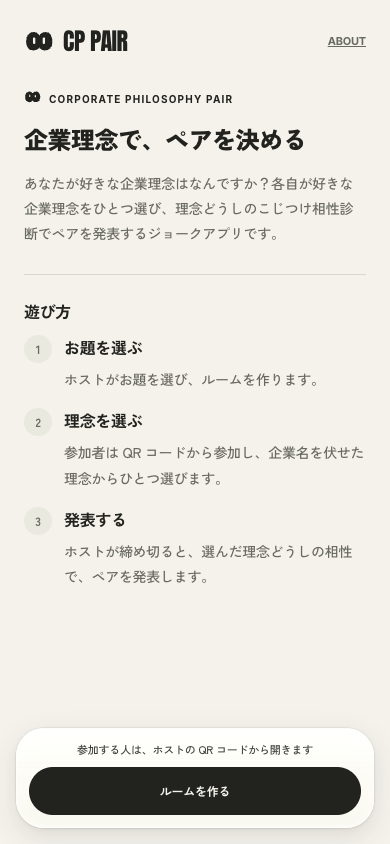 CP PAIR
ABOUT
CORPORATE PHILOSOPHY PAIR
企業理念で、ペアを決める
あなたが好きな企業理念はなんですか？各自が好きな
企業理念をひとつ選び、理念どうしのこじつけ相性診
断でペアを発表するジョークアプリです。
遊び方
1
お題を選ぶ
ホストがお題を選び、ルームを作ります。
2
理念を選ぶ
参加者は QR コードから参加し、企業名を伏せた
理念からひとつ選びます。
3
発表する
ホストが締め切ると、選んだ理念どうしの相性
で、ペアを発表します。
参加する人は、ホストの QR コードから開きます
ルームを作る